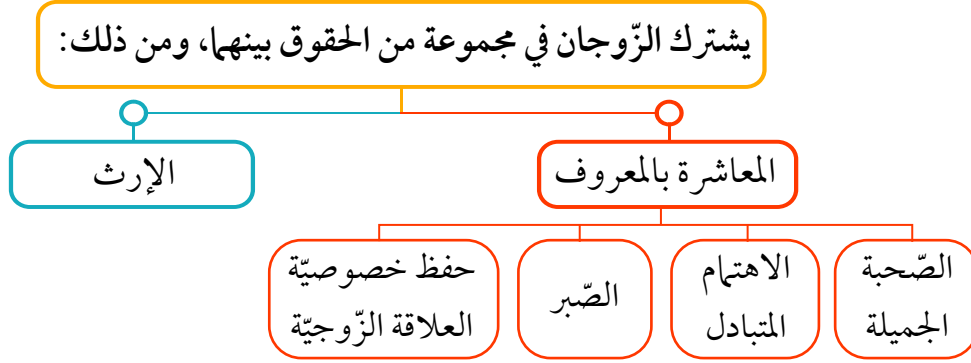 يشترك الزّوجان في مجموعة من الحقوق بينهما، ومن ذلك:
المعاشرة بالمعروف
الإرث
الصّحبة
الجميلة
الاهتمام
المتبادل
الصّبر
حفظ خصوصيّة
العلاقة الزّوجيّة